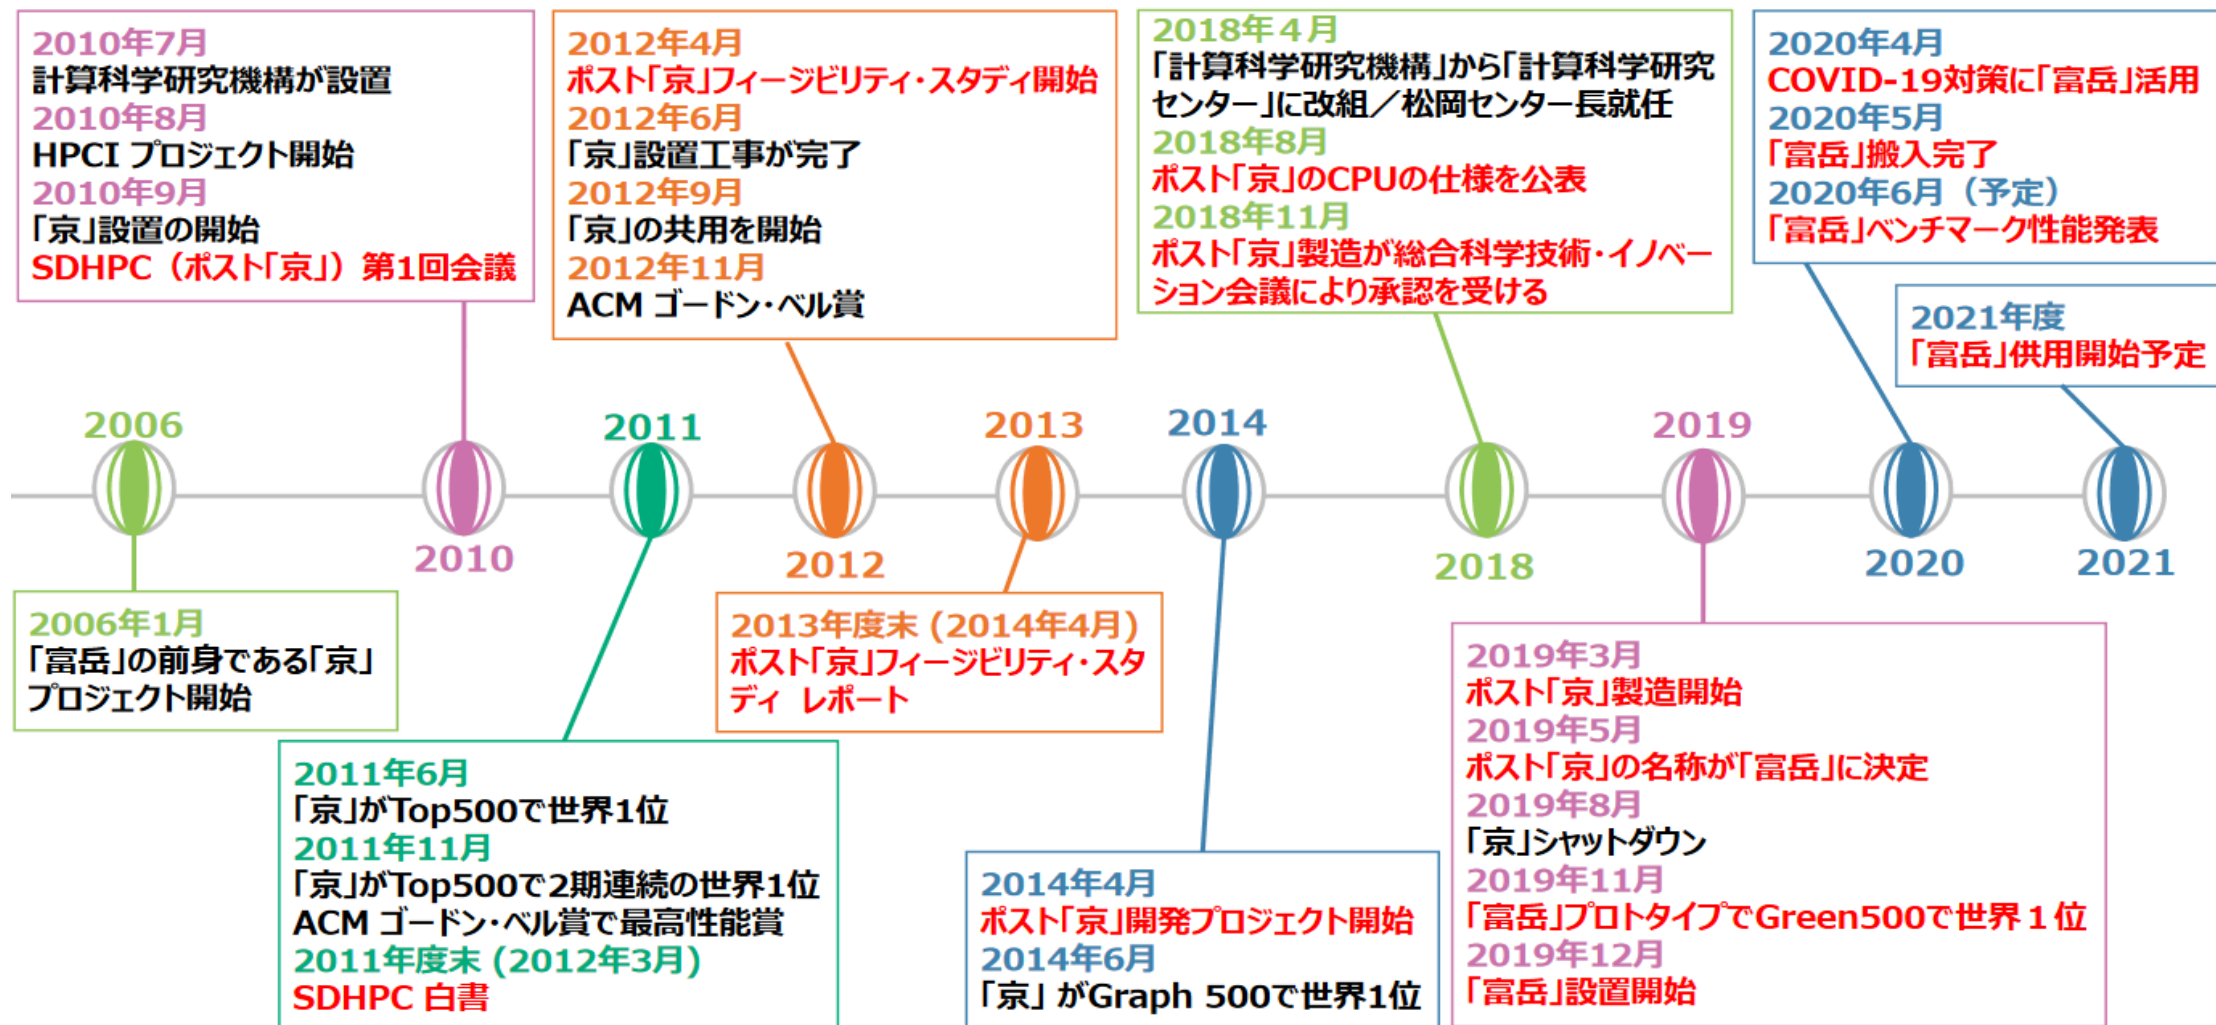 2010年7月
計算科学研究機構が設置
2010年8月
HPCI プロジェクト開始
2010年9月
「京」設置の開始
SDHPC（ポスト「京」）第1回会議
2012年4月
ポスト「京」フィージビリティ・スタディ開始
2012年6月
「京」設置工事が完了
2012年9月
「京」の共用を開始
2012年11月
ACM ゴードン・ベル賞
2018年４月
「計算科学研究機構」から「計算科学研究
センター」に改組／松岡センター長就任
2018年8月
ポスト「京」のCPUの仕様を公表
2018年11月
ポスト「京」製造が総合科学技術・イノベー
ション会議により承認を受ける
2020年4月
COVID-19対策に「富岳」活用
2020年5月
「富岳」搬入完了
2020年6月（予定）
「富岳」ベンチマーク性能発表
2021年度
「富岳」供用開始予定
2006
2010
2011
2012
2013
2014
2018
2019
2020
2021
2006年1月
「富岳」の前身である「京」
プロジェクト開始
2011年6月
「京」がTop500で世界1位
2011年11月
「京」がTop500で2期連続の世界1位
ACM ゴードン・ベル賞で最高性能賞
2011年度末 (2012年3月)
SDHPC 白書
2013年度末 (2014年4月)
ポスト「京」フィージビリティ・スタ
ディ レポート
2014年4月
ポスト「京」開発プロジェクト開始
2014年6月
「京」 がGraph 500で世界1位
2019年3月
ポスト「京」製造開始
2019年5月
ポスト「京」の名称が「富岳」に決定
2019年8月
「京」シャットダウン
2019年11月
「富岳」プロトタイプでGreen500で世界１位
2019年12月
「富岳」設置開始